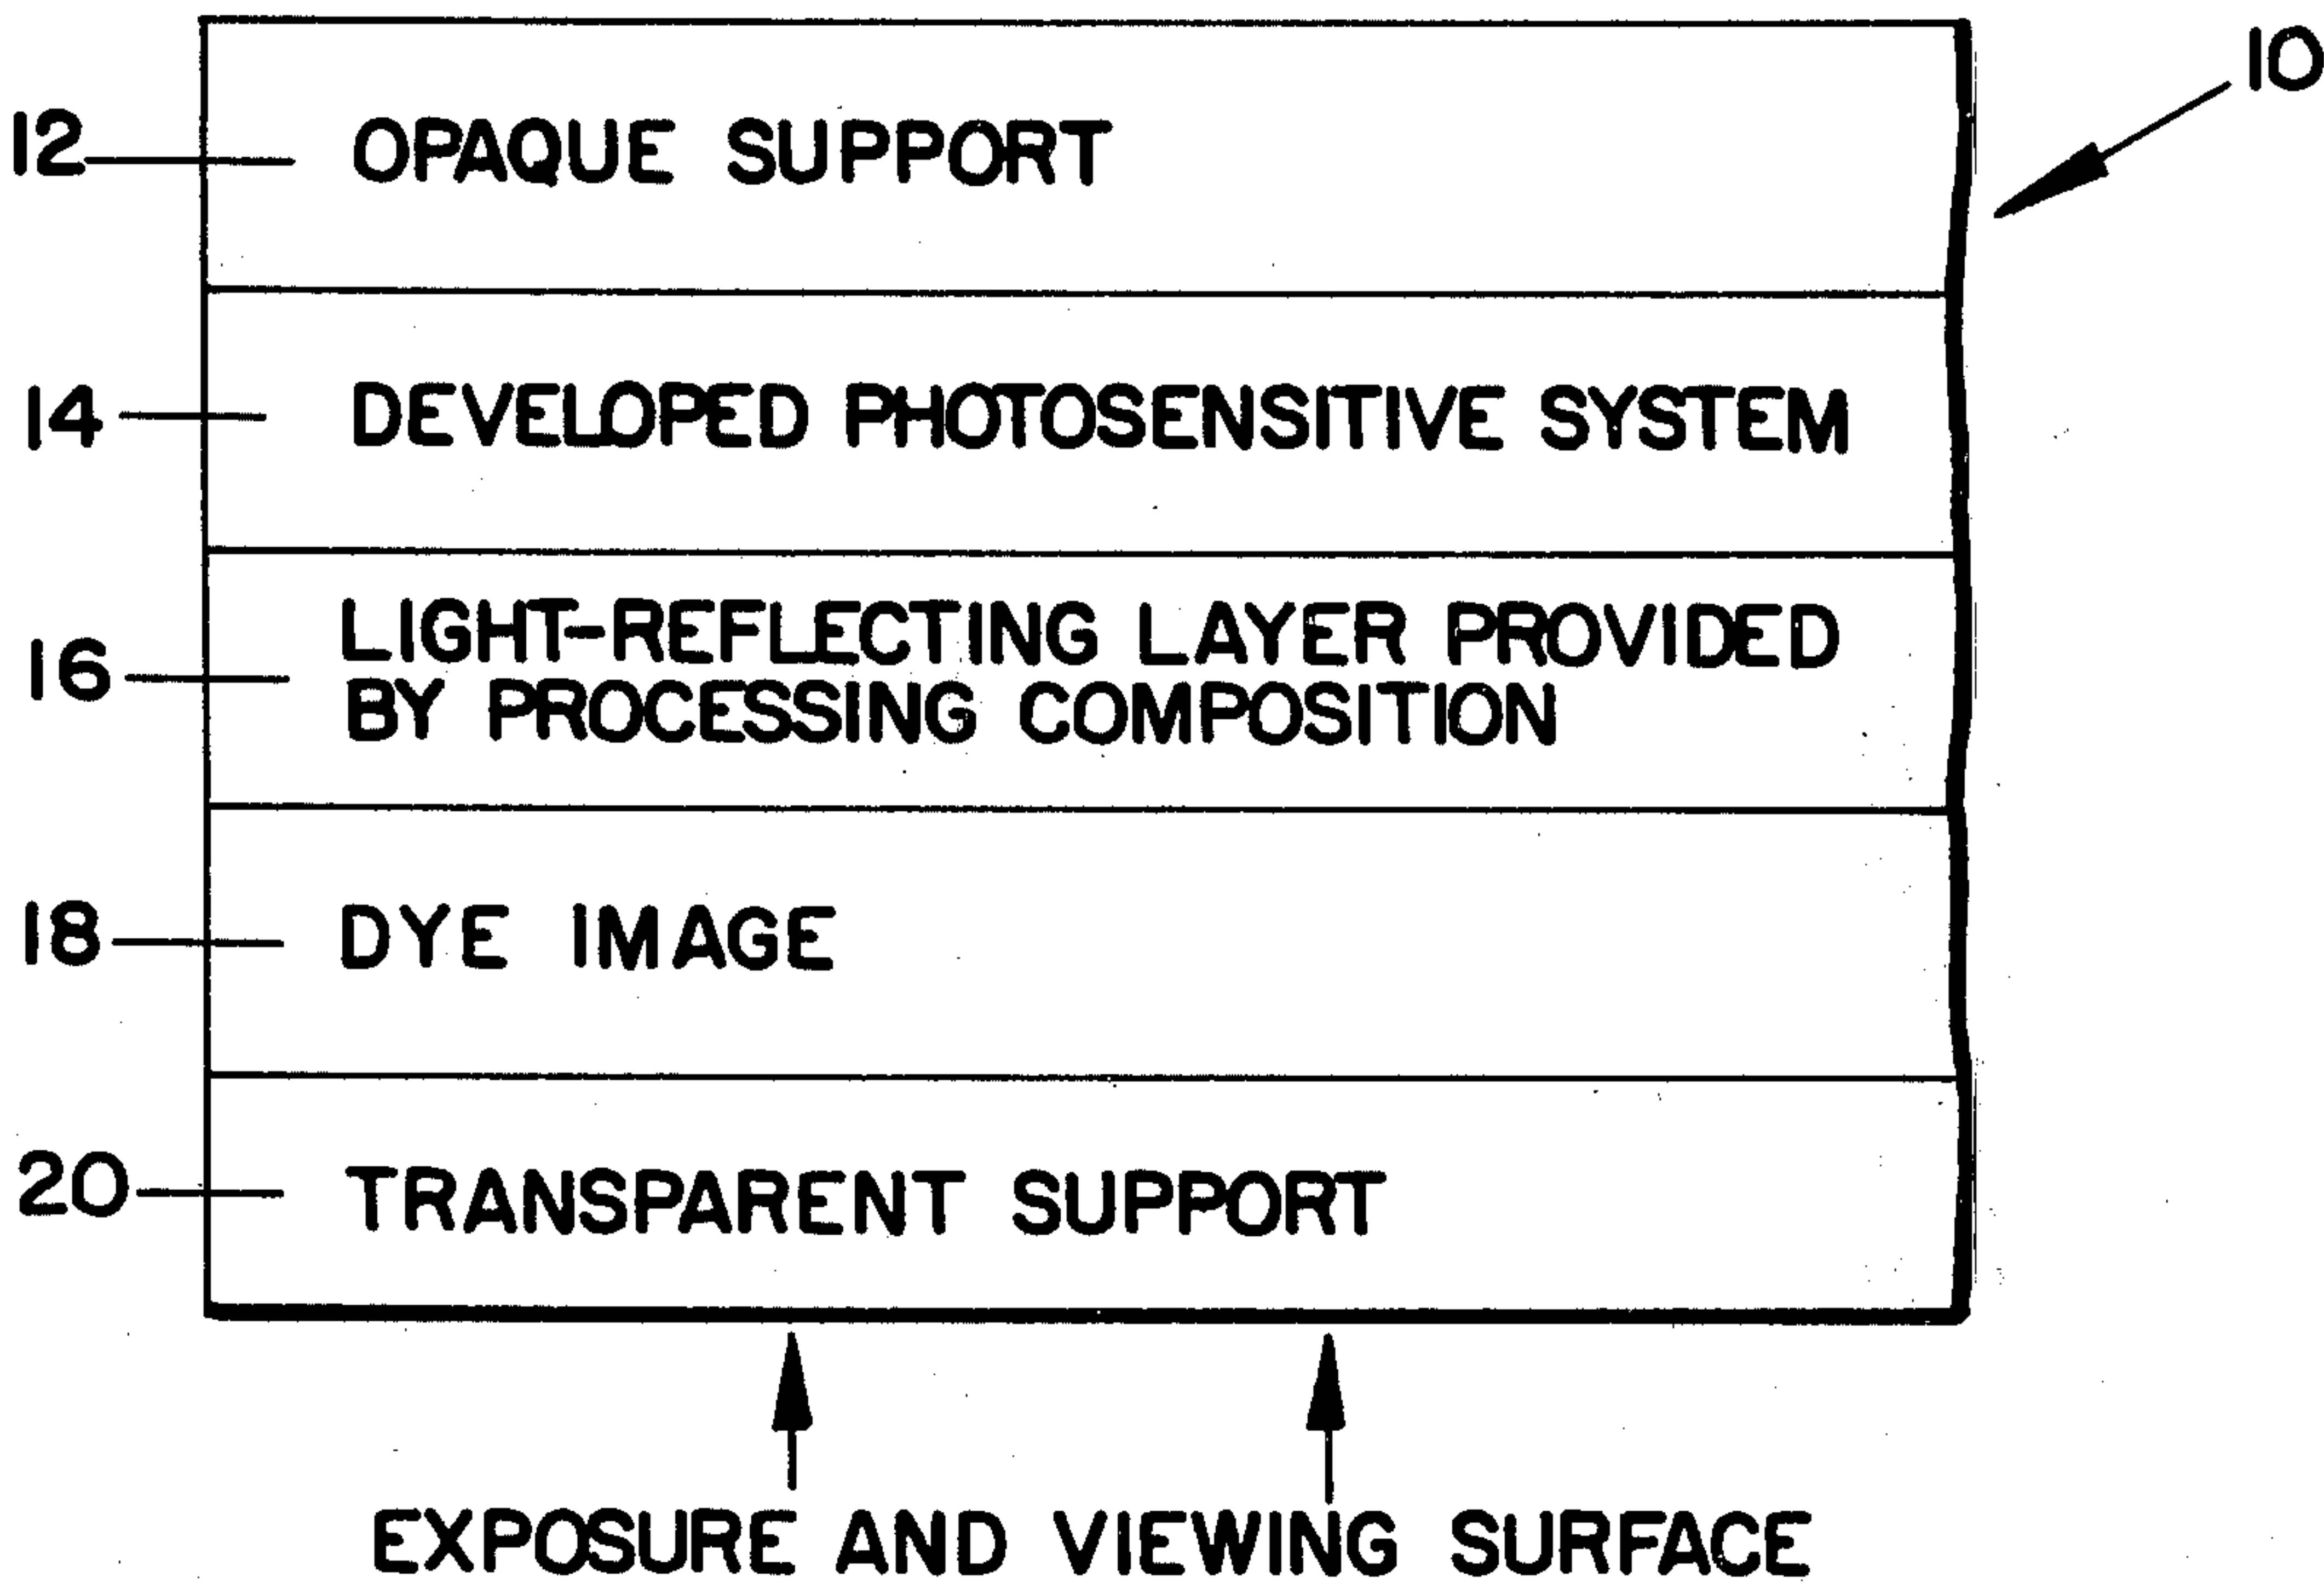 10
12 OPAQUE SUPPORT
14 DEVELOPED PHOTOSENSITIVE SYSTEM
LIGHT-REFLECTING LAYER PROVIDED
16
BY PROCESSING COMPOSITION
18 DYE IMAGE
20 TRANSPARENT SUPPORT
EXPOSURE AND VIEWING SURFACE